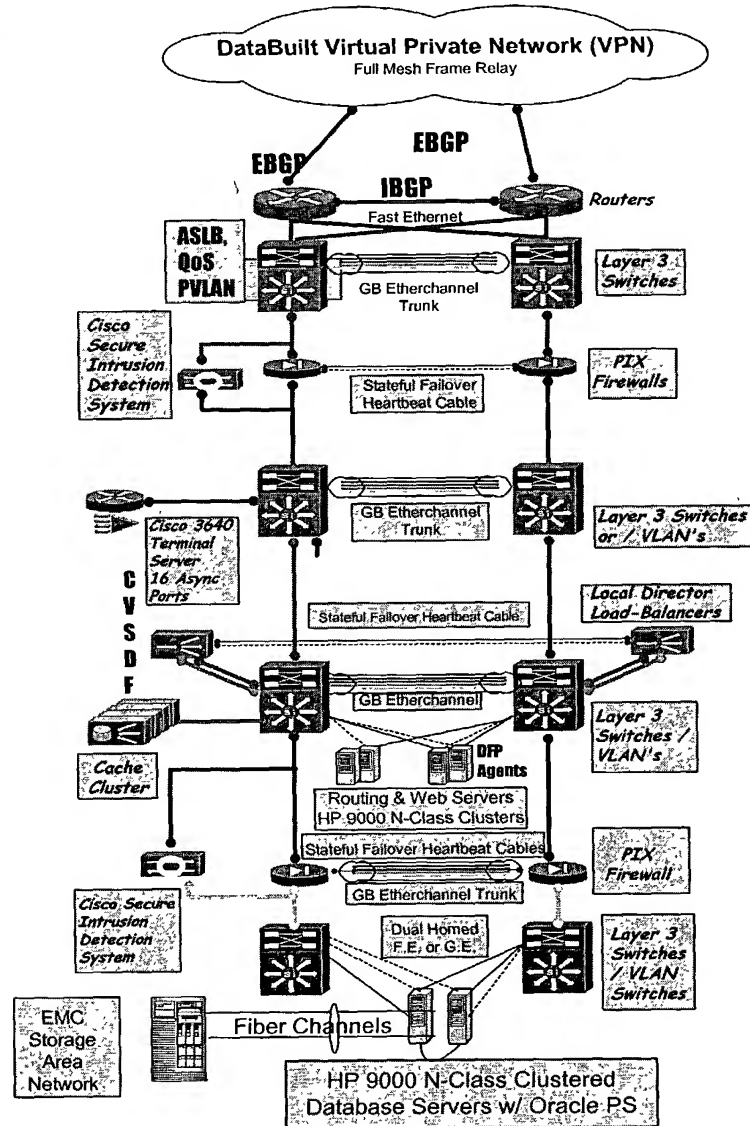 DataBuilt Virtual Private Network (VPN)
Full Mesh Frame Relay
EBGP
EBGP
IBGP
Routers
Fast Ethernet
ASLB,
QoS
PVLAN
GB Etherchannel
Trunk
Layer 3
Switches
Cisco
Secure
Intrusion
Detection
System
Stateful Failover
Heartbeat Cable
PIX
Firewalls
GB Etherchannel
Trunk
Layer 3 Switches
or / VLAN's
Cisco 3640
Terminal
Server
16 Async
Ports
C
V
S
D
F
Local Director
Load-Balancers
Stateful Failover Heartbeat Cable
GB Etherchannel
Layer 3
Switches /
VLAN's
Cache
Cluster
DFP
Agents
Routing & Web Servers
HP 9000 N-Class Clusters
Stateful Failover Heartbeat Cables
GB Etherchannel Trunk
PIX
Firewall
Cisco Secure
Intrusion
Detection
System
Dual Homed
F.E. or G.E.
Layer 3
Switches
/ VLAN
Switches
EMC
Storage
Area
Network
Fiber Channels
HP 9000 N-Class Clustered
Database Servers w/ Oracle PS